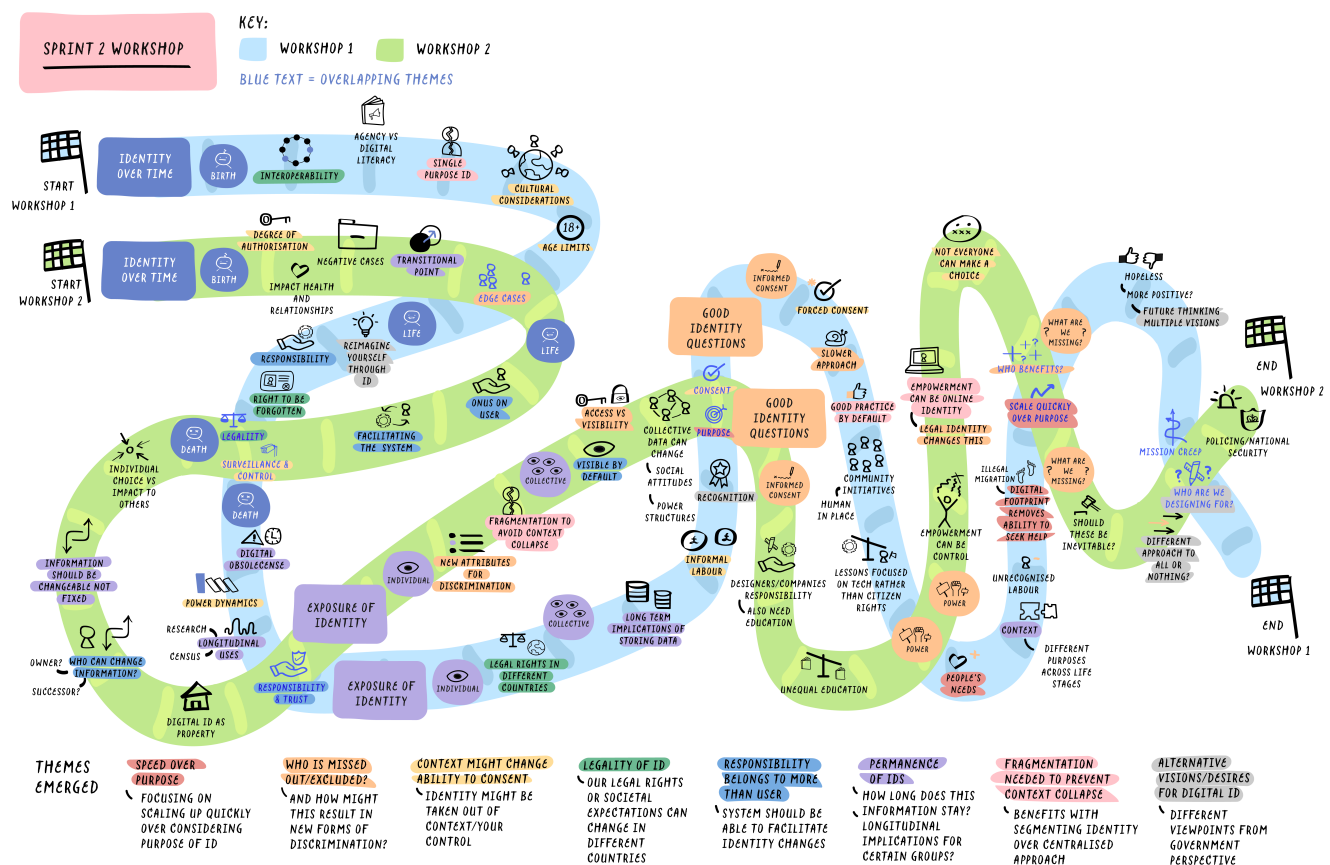 SPRINT 2 WORKSHOP
KEY:
WORKSHOP 1
WORKSHOP 2
BLUE TEXT = OVERLAPPING THEMES
START
WORKSHOP 1
IDENTITY
OVER TIME
BIRTH
INTEROPERABILITY
AGENCY VS
DIGITAL
LITERACY
SINGLE
PURPOSE ID
CULTURAL
CONSIDERATIONS
18+
AGE LIMITS
START
WORKSHOP 2
IDENTITY
OVER TIME
BIRTH
DEGREE OF
AUTHORISATION
IMPACT HEALTH
AND
RELATIONSHIPS
NEGATIVE CASES
TRANSITIONAL
POINT
EDGE CASES
LIFE
LIFE
REIMAGINE
YOURSELF
THROUGH
ID
RESPONSIBILITY
RIGHT TO BE
FORGOTTEN
ONUS ON
USER
FACILITATING
THE SYSTEM
LEGALIITY
SURVEILLANCE &
CONTROL
DEATH
DEATH
INDIVIDUAL
CHOICE VS
IMPACT TO
OTHERS
DIGITAL
OBSOLECENSE
INFORMATION
SHOULD BE
CHANGEABLE NOT
FIXED
POWER DYNAMICS
RESEARCH
LONGITUDINAL
USES
CENSUS
OWNER?
WHO CAN CHANGE
INFORMATION?
SUCCESSOR?
DIGITAL ID AS
PROPERTY
RESPONSIBILITY
& TRUST
EXPOSURE OF
IDENTITY
EXPOSURE OF
IDENTITY
INDIVIDUAL
INDIVIDUAL
NEW ATTRIBUTES
FOR
DISCRIMINATION
FRAGMENTATION TO
AVOID CONTEXT
COLLAPSE
COLLECTIVE
COLLECTIVE
LEGAL RIGHTS IN
DIFFERENT
COUNTRIES
VISIBLE BY
DEFAULT
ACCESS VS
VISIBILITY
LONG TERM
IMPLICATIONS OF
STORING DATA
COLLECTIVE
DATA CAN
CHANGE
SOCIAL
ATTITUDES
POWER
STRUCTURES
INFORMAL
LABOUR
RECOGNITION
CONSENT
PURPOSE
GOOD
IDENTITY
QUESTIONS
GOOD
IDENTITY
QUESTIONS
INFORMED
CONSENT
INFORMED
CONSENT
FORCED CONSENT
SLOWER
APPROACH
GOOD PRACTICE
BY DEFAULT
COMMUNITY
INITIATIVES
HUMAN
IN PLACE
LESSONS FOCUSED
ON TECH RATHER
THAN CITIZEN
RIGHTS
DESIGNERS/COMPANIES
RESPONSIBILITY
ALSO NEED
EDUCATION
UNEQUAL EDUCATION
POWER
POWER
EMPOWERMENT
CAN BE
CONTROL
EMPOWERMENT
CAN BE ONLINE
IDENTITY
LEGAL IDENTITY
CHANGES THIS
NOT EVERYONE
CAN MAKE A
CHOICE
PEOPLE'S
NEEDS
CONTEXT
DIFFERENT
PURPOSES
ACROSS LIFE
STAGES
UNRECOGNISED
LABOUR
ILLEGAL
MIGRATION
DIGITAL
FOOTPRINT
REMOVES
ABILITY TO
SEEK HELP
WHAT ARE
WE
MISSING?
WHAT ARE
WE
MISSING?
WHO BENEFITS?
SCALE QUICKLY
OVER PURPOSE
SHOULD
THESE BE
INEVITABLE?
HOPELESS
MORE POSITIVE?
FUTURE THINKING
MULTIPLE VISIONS
MISSION CREEP
WHO ARE WE
DESIGNING FOR?
DIFFERENT
APPROACH TO
ALL OR
NOTHING?
POLICING/NATIONAL
SECURITY
END
WORKSHOP 2
END
WORKSHOP 1
THEMES
EMERGED
SPEED OVER
PURPOSE
FOCUSING ON
SCALING UP QUICKLY
OVER CONSIDERING
PURPOSE OF ID
WHO IS MISSED
OUT/EXCLUDED?
AND HOW MIGHT
THIS RESULT IN
NEW FORMS OF
DISCRIMINATION?
CONTEXT MIGHT CHANGE
ABILITY TO CONSENT
IDENTITY MIGHT BE
TAKEN OUT OF
CONTEXT/YOUR
CONTROL
LEGALITY OF ID
OUR LEGAL RIGHTS
OR SOCIETAL
EXPECTATIONS CAN
CHANGE IN
DIFFERENT
COUNTRIES
RESPONSIBILITY
BELONGS TO MORE
THAN USER
SYSTEM SHOULD BE
ABLE TO FACILITATE
IDENTITY CHANGES
PERMANENCE
OF IDS
HOW LONG DOES THIS
INFORMATION STAY?
LONGITUDINAL
IMPLICATIONS FOR
CERTAIN GROUPS?
FRAGMENTATION
NEEDED TO PREVENT
CONTEXT COLLAPSE
BENEFITS WITH
SEGMENTING IDENTITY
OVER CENTRALISED
APPROACH
ALTERNATIVE
VISIONS/DESIRES
FOR DIGITAL ID
DIFFERENT
VIEWPOINTS FROM
GOVERNMENT
PERSPECTIVE